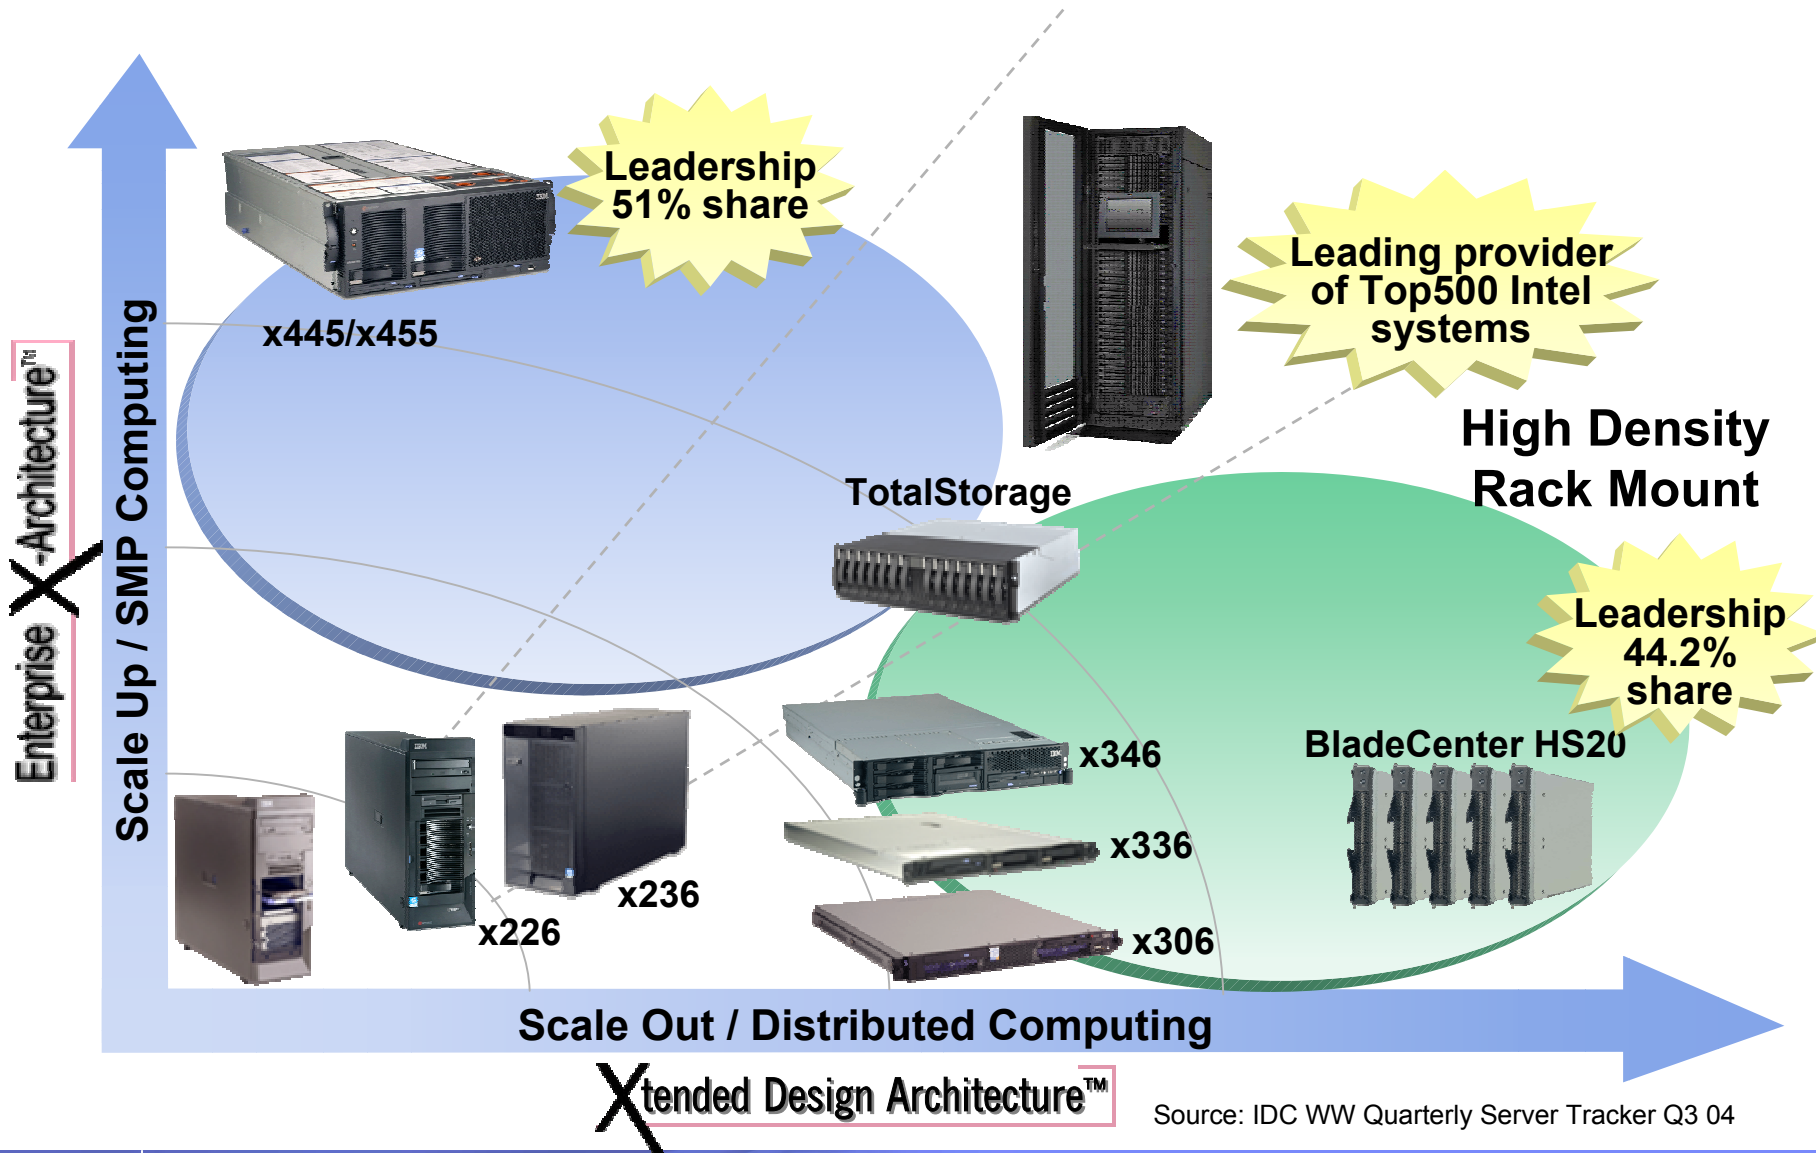 Leadership
51% share
Leading provider
of Top500 Intel
systems
x445/x455
High Density
Rack Mount
TotalStorage
Leadership
44.2%
share
BladeCenter HS20
x346
x336
x306
x236
x226
Scale Up / SMP Computing
Enterprise X-Architecture™
Scale Out / Distributed Computing
Xtended Design Architecture™
Source: IDC WW Quarterly Server Tracker Q3 04